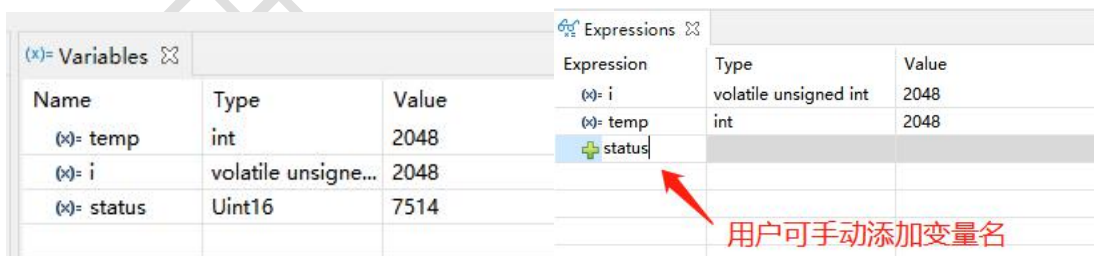 (x)= Variables
Name Type Value
(x)= temp int 2048
(x)= i volatile unsigne... 2048
(x)= status Uint16 7514
Expressions
Expression Type Value
(x)= i volatile unsigned int 2048
(x)= temp int 2048
status
用户可手动添加变量名